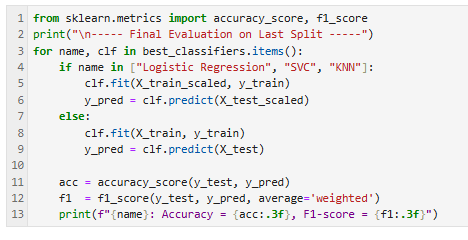 1 from sklearn.metrics import accuracy_score, f1_score
2 print("\n----- Final Evaluation on Last Split -----")
3 for name, clf in best_classifiers.items():
4     if name in ["Logistic Regression", "SVC", "KNN"]:
5         clf.fit(X_train_scaled, y_train)
6         y_pred = clf.predict(X_test_scaled)
7     else:
8         clf.fit(X_train, y_train)
9         y_pred = clf.predict(X_test)
10
11     acc = accuracy_score(y_test, y_pred)
12     f1  = f1_score(y_test, y_pred, average='weighted')
13     print(f"{name}: Accuracy = {acc:.3f}, F1-score = {f1:.3f}")